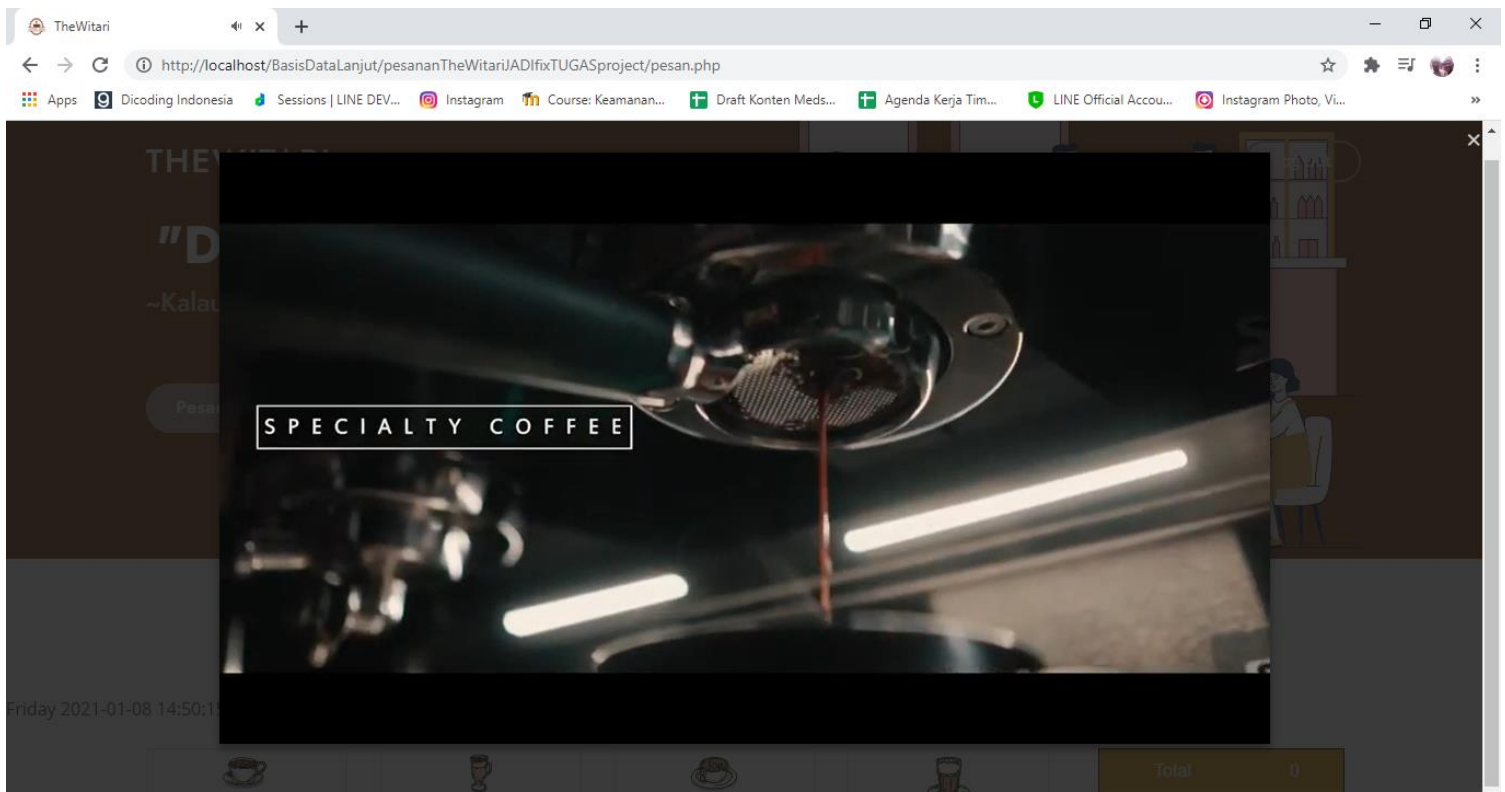 TheWitari
http://localhost/BasisDataLanjut/pesananTheWitariJADIfixTUGASproject/pesan.php
Apps Dicoding Indonesia Sessions | LINE DEV... Instagram Course: Keamanan... Draft Konten Meds... Agenda Kerja Tim... LINE Official Accou... Instagram Photo, Vi... »
"D
~Kalau
SPECIALTY COFFEE
Friday 2021-01-08 14:50:1
Total 0